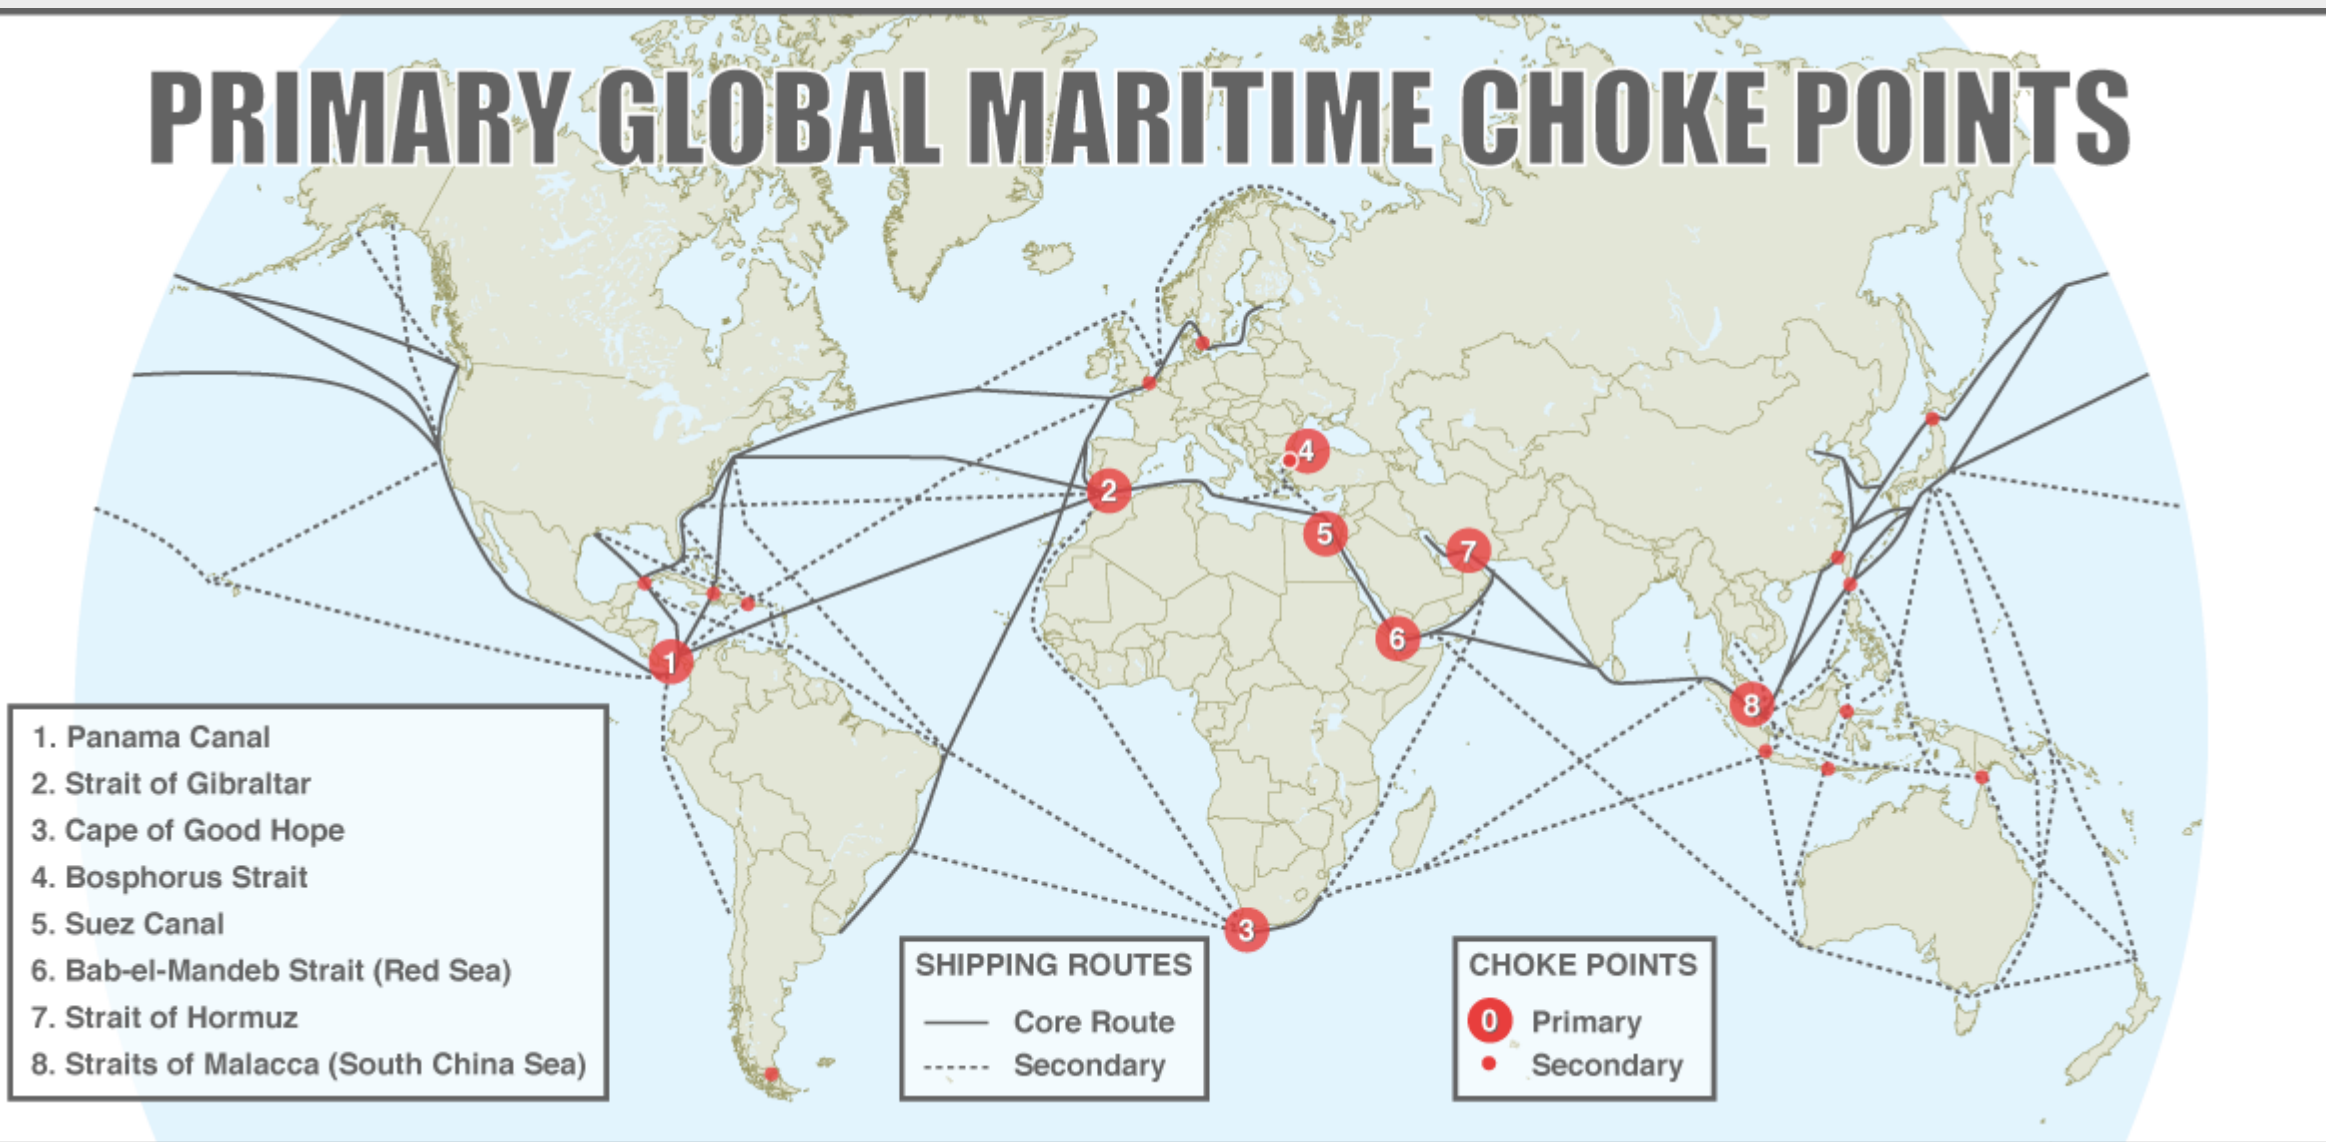 PRIMARY GLOBAL MARITIME CHOKE POINTS
4
2
5
7
6
1
8
3
1. Panama Canal
2. Strait of Gibraltar
3. Cape of Good Hope
4. Bosphorus Strait
5. Suez Canal
6. Bab-el-Mandeb Strait (Red Sea)
7. Strait of Hormuz
8. Straits of Malacca (South China Sea)
SHIPPING ROUTES
Core Route
Secondary
CHOKE POINTS
0 Primary
Secondary